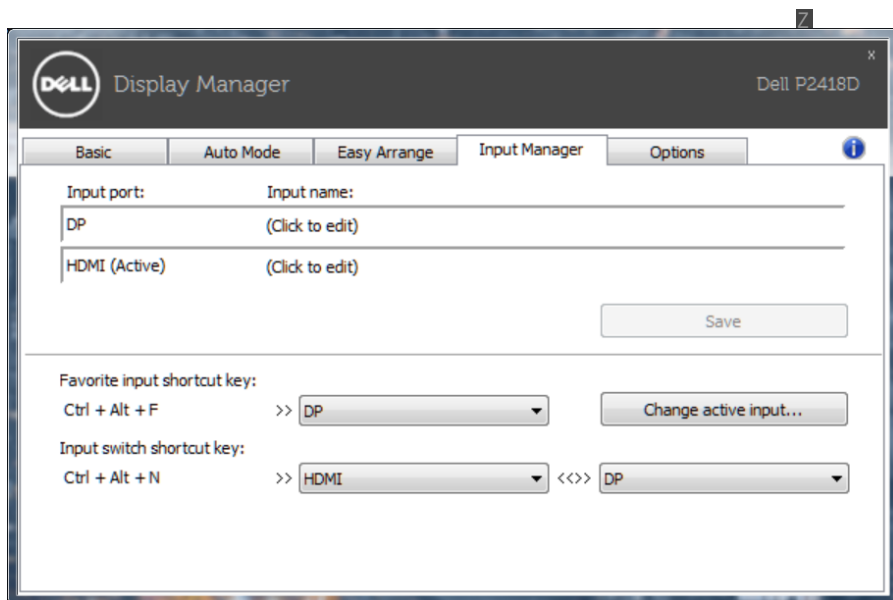 Z
DELL
Display Manager
x
Dell P2418D
Basic
Auto Mode
Easy Arrange
Input Manager
Options
i
Input port:
Input name:
DP
(Click to edit)
HDMI (Active)
(Click to edit)
Save
Favorite input shortcut key:
Ctrl + Alt + F
>>
DP
Change active input...
Input switch shortcut key:
Ctrl + Alt + N
>>
HDMI
<<>>
DP